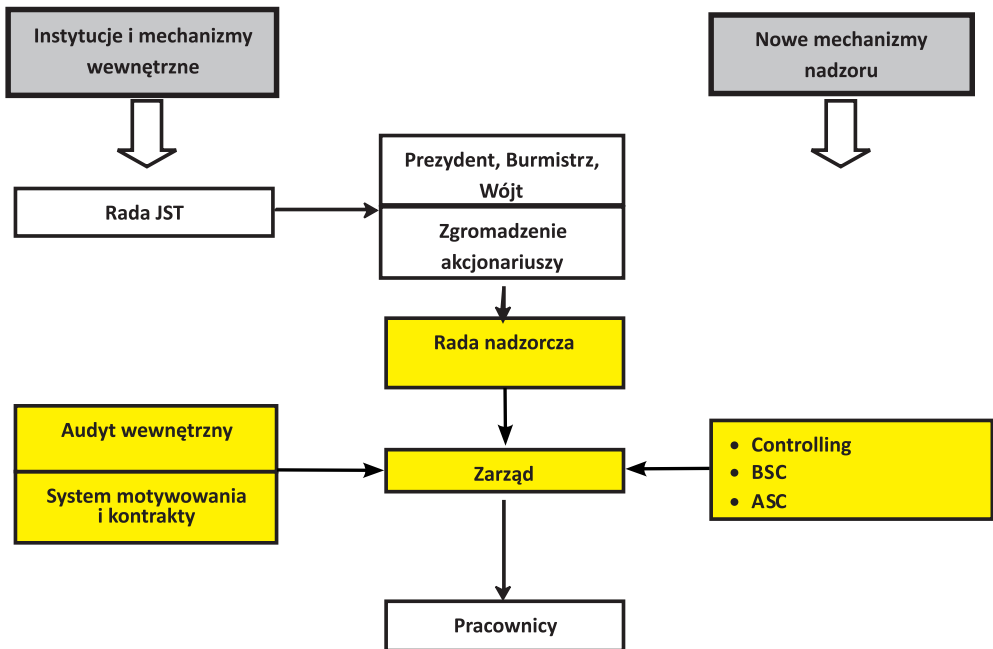 Instytucje i mechanizmy
wewnętrzne
Nowe mechanizmy
nadzoru
Prezydent, Burmistrz,
Wójt
Rada JST
Zgromadzenie
akcjonariuszy
Rada nadzorcza
Audyt wewnętrzny
System motywowania
i kontrakty
Zarząd
• Controlling
• BSC
• ASC
Pracownicy